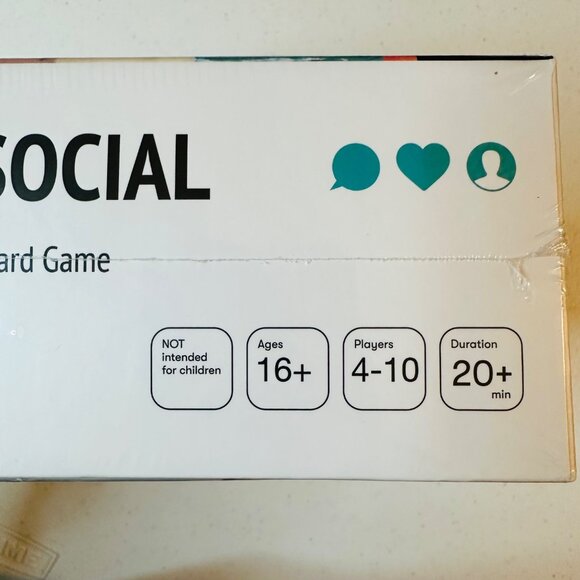 SOCIAL
ard Game
NOT
intended
for children
Ages
16+
Players
4-10
Duration
20+
min